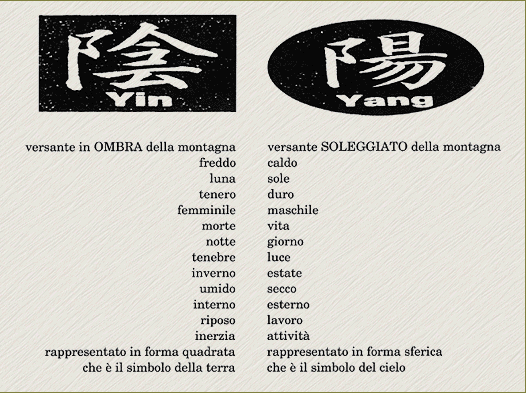 陰 陽
Yin Yang
versante in OMBRA della montagna versante SOLEGGIATO della montagna
freddo caldo
luna sole
tenero duro
femminile maschile
morte vita
notte giorno
tenebre luce
inverno estate
umido secco
interno esterno
riposo lavoro
inerzia attività
rappresentato in forma quadrata rappresentato in forma sferica
che è il simbolo della terra che è il simbolo del cielo